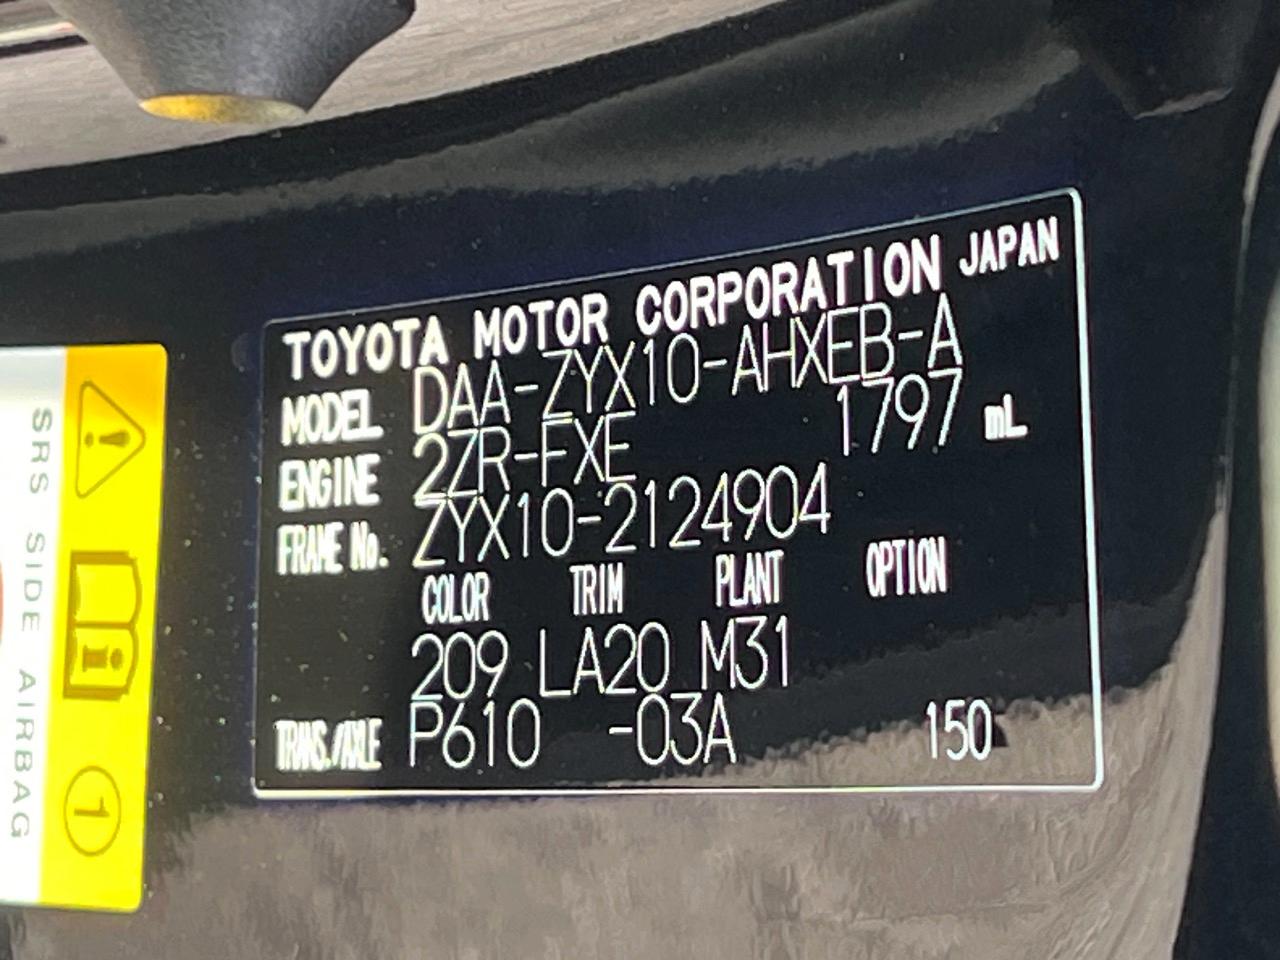 TOYOTA MOTOR CORPORATION JAPAN
MODEL DAA-ZYX10-AHXEB-A
ENGINE 2ZR-FXE 1797 mL
FRAME No. ZYX10-2124904
COLOR TRIM PLANT OPTION
209 LA20 M31
TRANS./AXLE P610 -03A 150
SRS SIDE AIRBAG
1